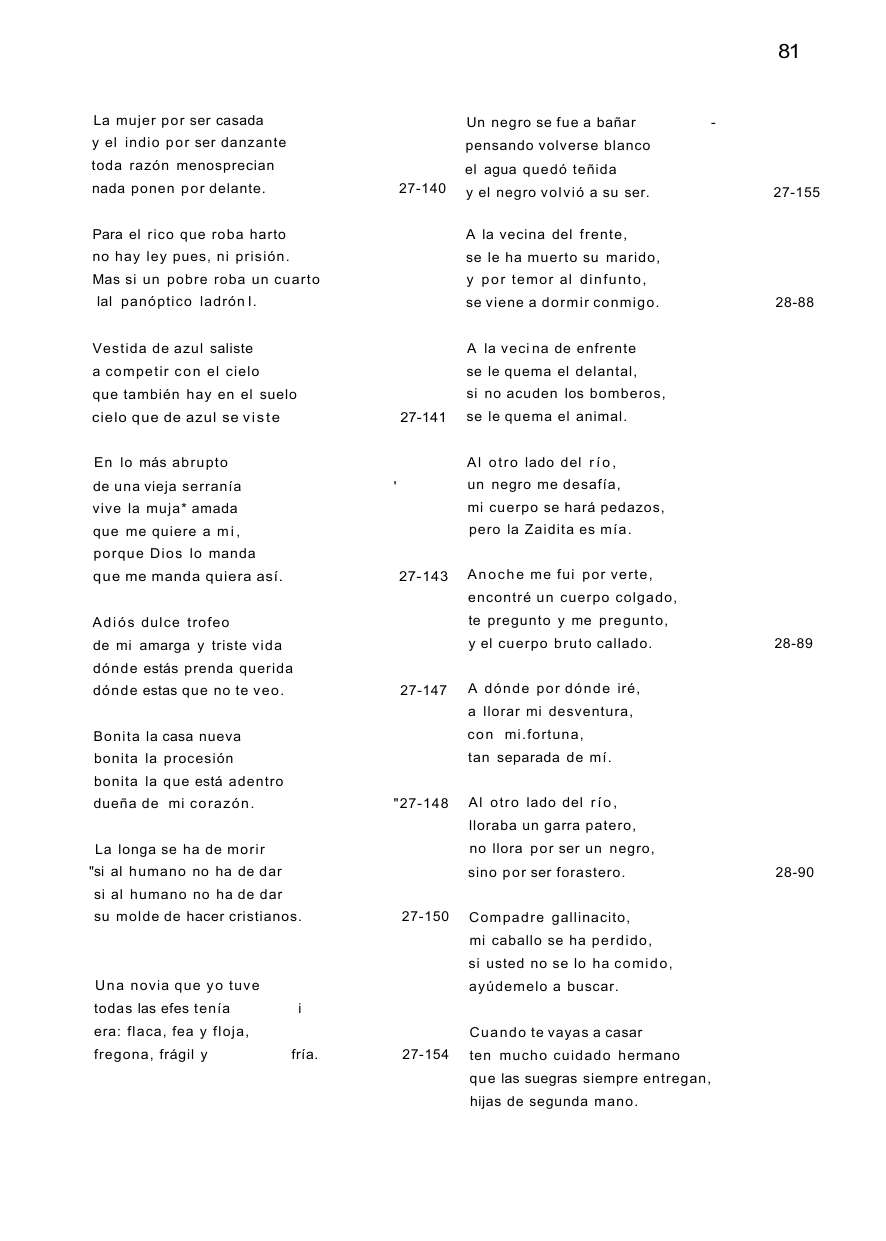 81
La mujer por ser casada
y el indio por ser danzante
toda razón menosprecian
nada ponen por delante. 27-140
Para el rico que roba harto
no hay ley pues, ni prisión.
Mas si un pobre roba un cuarto
lal panóptico ladrón l.
Vestida de azul saliste
a competir con el cielo
que también hay en el suelo
cielo que de azul se viste 27-141
En lo más abrupto
de una vieja serranía '
vive la muja* amada
que me quiere a mi,
porque Dios lo manda
que me manda quiera así. 27-143
Adiós dulce trofeo
de mi amarga y triste vida
dónde estás prenda querida
dónde estas que no te veo. 27-147
Bonita la casa nueva
bonita la procesión
bonita la que está adentro
dueña de mi corazón. "27-148
La longa se ha de morir
"si al humano no ha de dar
si al humano no ha de dar
su molde de hacer cristianos. 27-150
Una novia que yo tuve
todas las efes tenía i
era: flaca, fea y floja,
fregona, frágil y fría. 27-154
Un negro se fue a bañar -
pensando volverse blanco
el agua quedó teñida
y el negro volvió a su ser. 27-155
A la vecina del frente,
se le ha muerto su marido,
y por temor al dinfunto,
se viene a dormir conmigo. 28-88
A la vecina de enfrente
se le quema el delantal,
si no acuden los bomberos,
se le quema el animal.
Al otro lado del río,
un negro me desafía,
mi cuerpo se hará pedazos,
pero la Zaidita es mía.
Anoche me fui por verte,
encontré un cuerpo colgado,
te pregunto y me pregunto,
y el cuerpo bruto callado. 28-89
A dónde por dónde iré,
a llorar mi desventura,
con mi.fortuna,
tan separada de mí.
Al otro lado del río,
lloraba un garra patero,
no llora por ser un negro,
sino por ser forastero. 28-90
Compadre gallinacito,
mi caballo se ha perdido,
si usted no se lo ha comido,
ayúdemelo a buscar.
Cuando te vayas a casar
ten mucho cuidado hermano
que las suegras siempre entregan,
hijas de segunda mano.